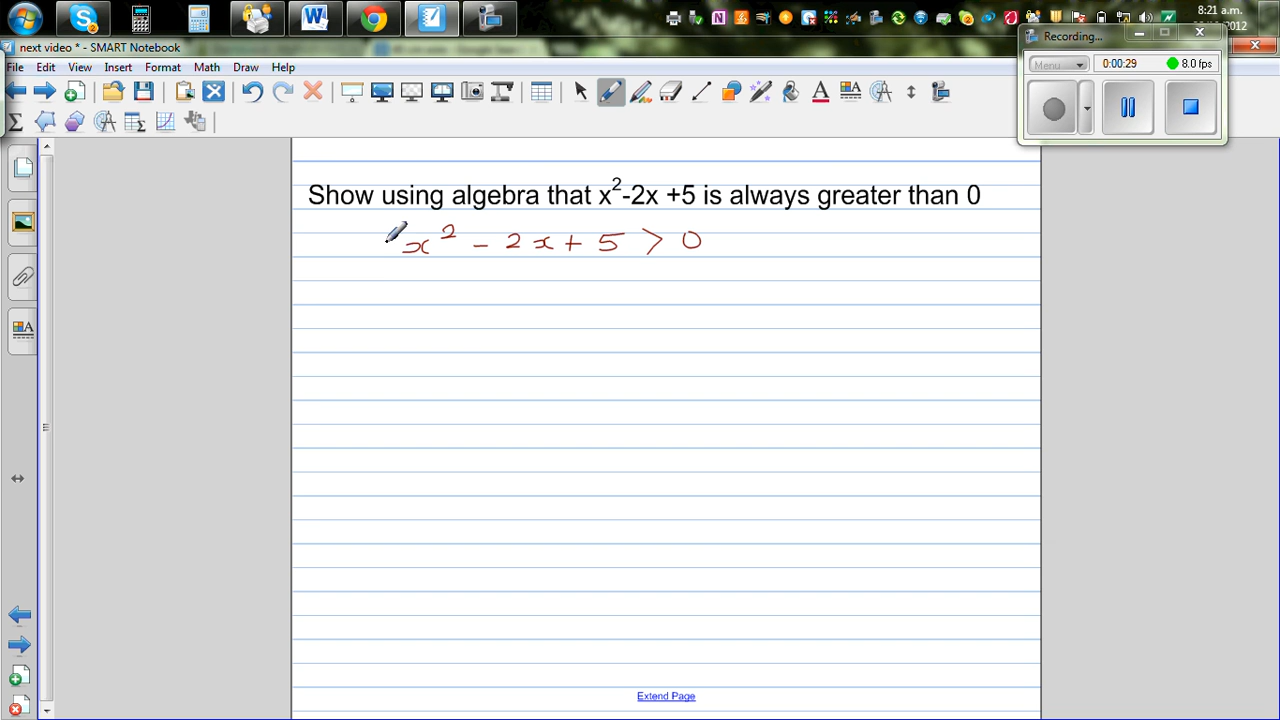 8:21 a.m.
2012
next video * - SMART Notebook
Recording...
File Edit View Insert Format Math Draw Help
Menu
0:00:29
8.0 fps
Show using algebra that x²-2x +5 is always greater than 0
x² - 2x + 5 > 0
Extend Page